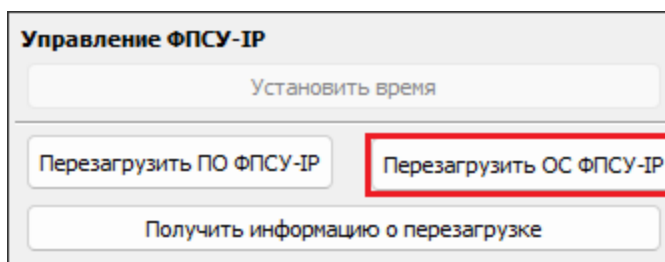 Управление ФПСУ-IP
Установить время
Перезагрузить ПО ФПСУ-IP
Перезагрузить ОС ФПСУ-IP
Получить информацию о перезагрузке